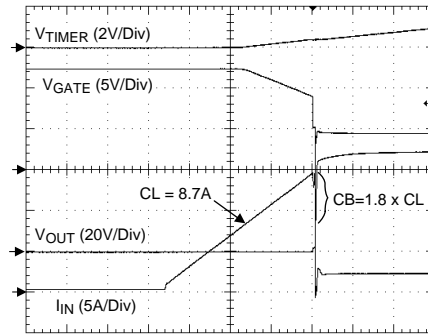 VTIMER (2V/Div)
VGATE (5V/Div)
CL = 8.7A
CB=1.8 x CL
VOUT (20V/Div)
IIN (5A/Div)